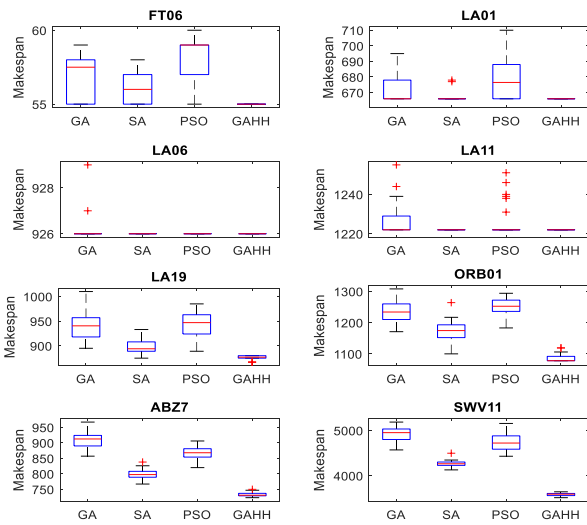 FT06
Makespan
60
55
GA SA PSO GAHH
LA01
Makespan
710
700
690
680
670
GA SA PSO GAHH
LA06
Makespan
928
926
GA SA PSO GAHH
LA11
Makespan
1240
1220
GA SA PSO GAHH
LA19
Makespan
1000
950
900
GA SA PSO GAHH
ORB01
Makespan
1300
1200
1100
GA SA PSO GAHH
ABZ7
Makespan
950
900
850
800
750
GA SA PSO GAHH
SWV11
Makespan
5000
4000
GA SA PSO GAHH